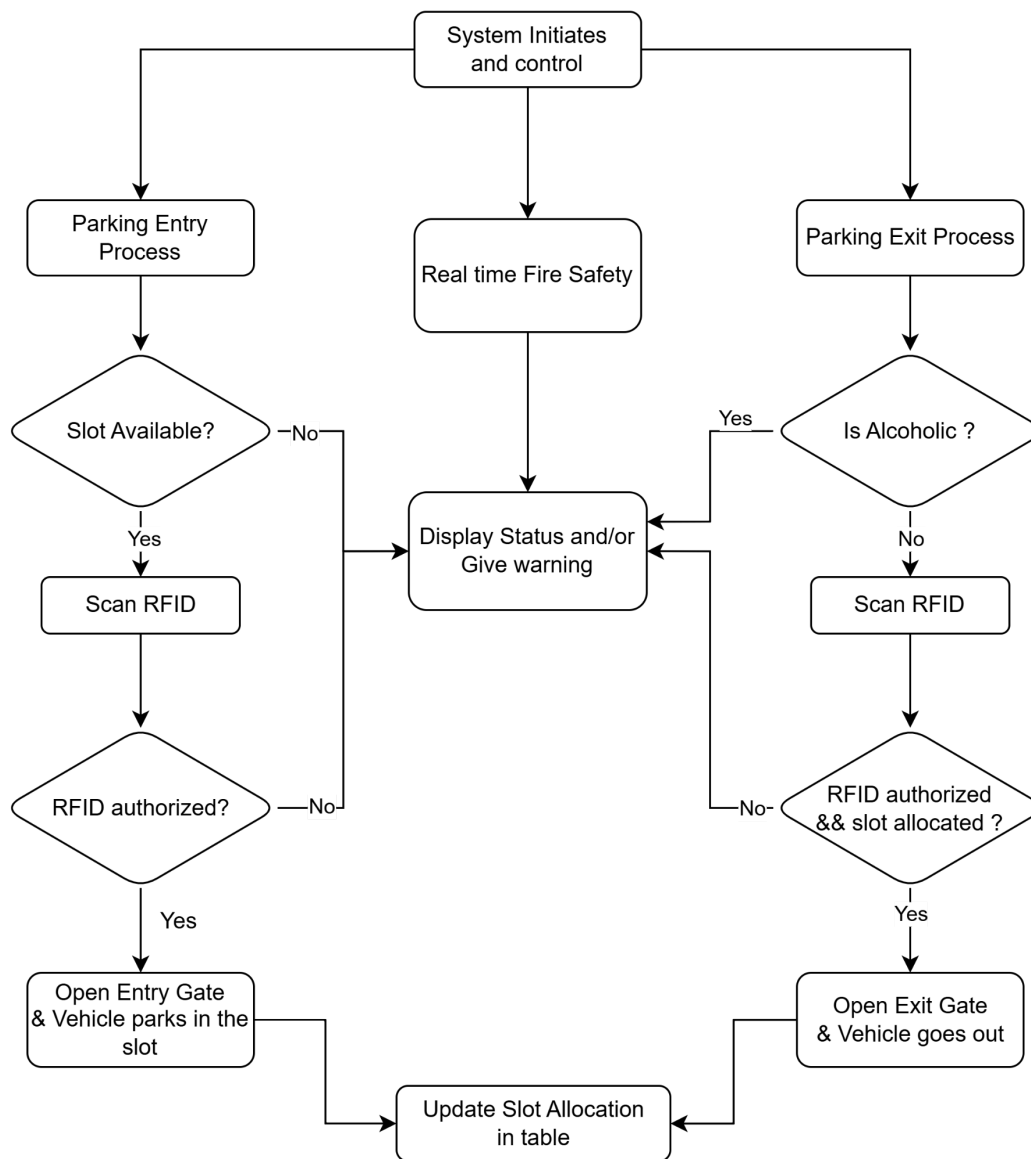 System Initiates
and control
Parking Entry
Process
Real time Fire Safety
Parking Exit Process
Slot Available?
No
Yes
Is Alcoholic ?
Yes
No
Display Status and/or
Give warning
Scan RFID
Scan RFID
RFID authorized?
No
No
RFID authorized
&& slot allocated ?
Yes
Yes
Open Entry Gate
& Vehicle parks in the
slot
Open Exit Gate
& Vehicle goes out
Update Slot Allocation
in table